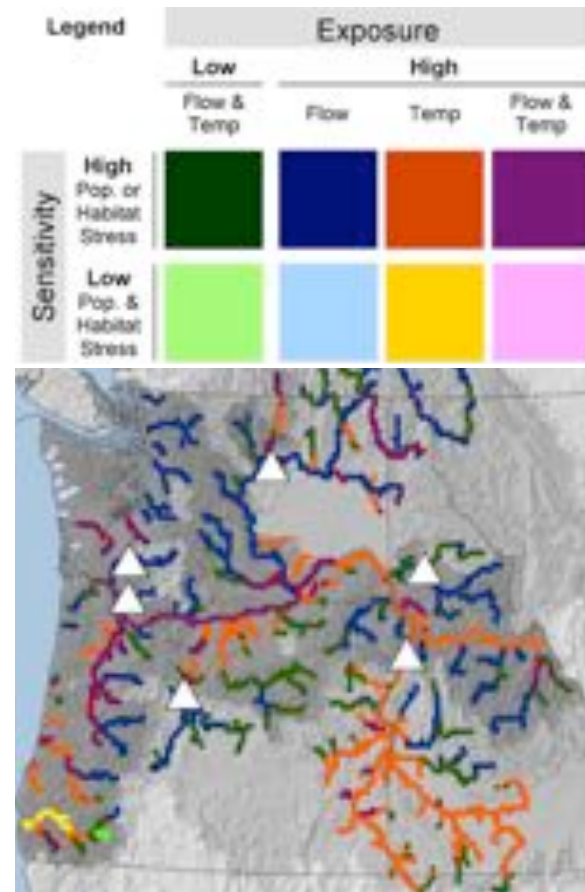 Legend
Exposure
Low
High
Flow &
Temp
Flow
Temp
Flow &
Temp
Sensitivity
High
Pop. or
Habitat
Stress
Low
Pop. &
Habitat
Stress